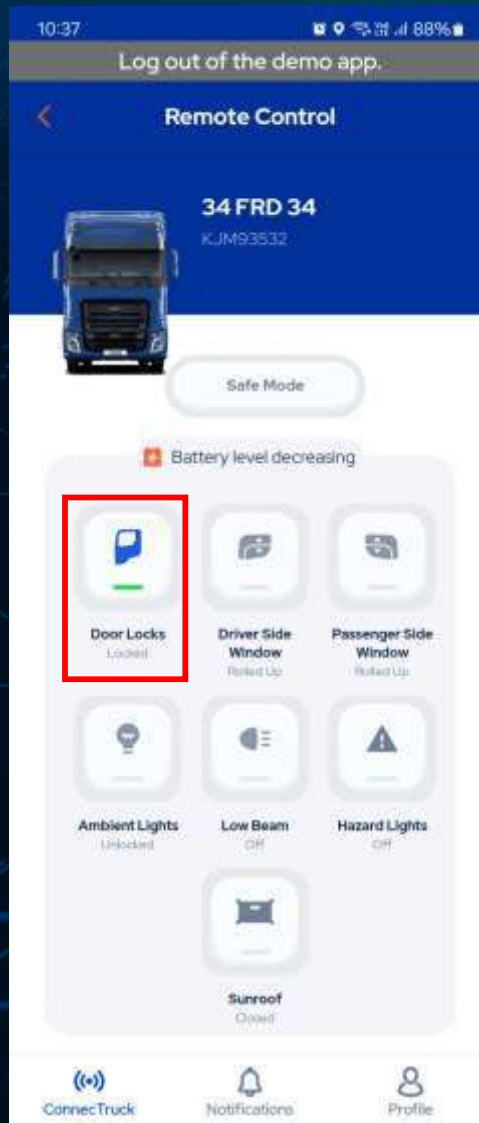 10:37 88%
Log out of the demo app.
Remote Control
34 FRD 34
KJM93532
Safe Mode
Battery level decreasing
Door Locks
Locked
Driver Side
Window
Rolled Up
Passenger Side
Window
Rolled Up
Ambient Lights
Unlocked
Low Beam
Off
Hazard Lights
Off
Sunroof
Closed
ConnecTruck
Notifications
Profile